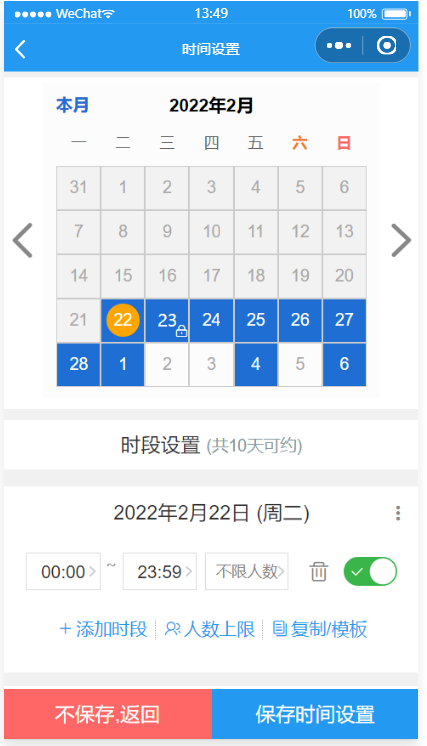 WeChat 13:49 100%
时间设置
本月 2022年2月
一 二 三 四 五 六 日
31 1 2 3 4 5 6
7 8 9 10 11 12 13
14 15 16 17 18 19 20
21 22 23 24 25 26 27
28 1 2 3 4 5 6
时段设置 (共10天可约)
2022年2月22日 (周二)
00:00 ~ 23:59 不限人数
+ 添加时段 人数上限 复制/模板
不保存,返回 保存时间设置